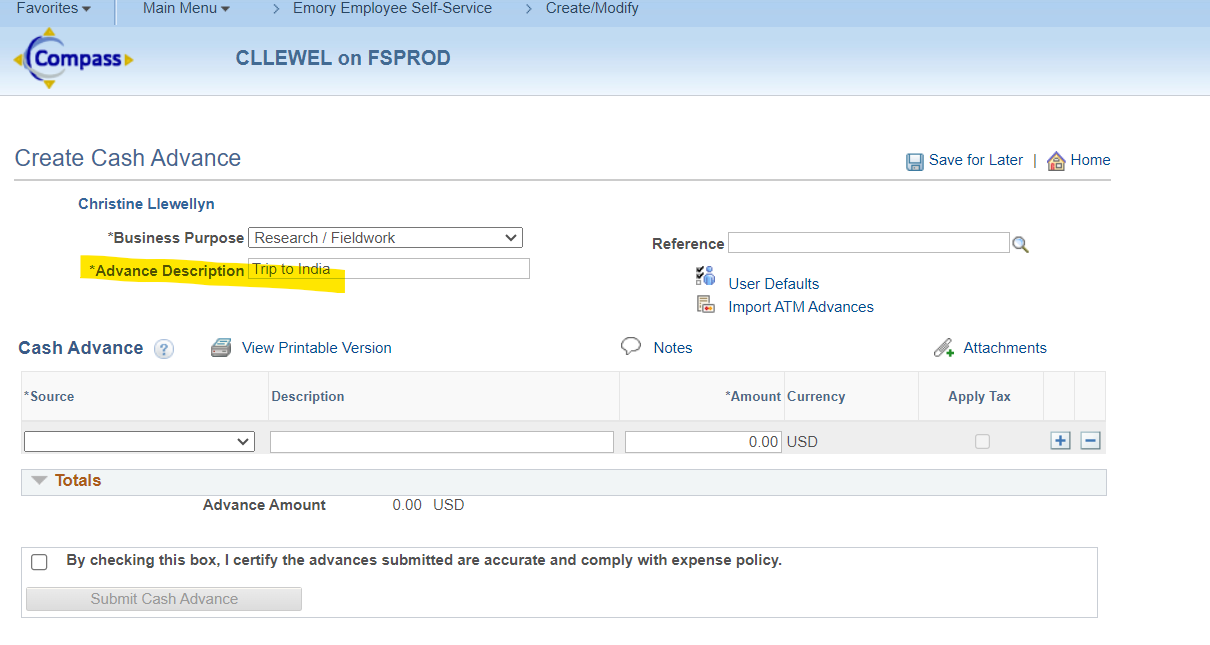 Favorites Main Menu > Emory Employee Self-Service > Create/Modify
Compass CLLEWEL on FSPROD
Create Cash Advance Save for Later | Home
Christine Llewellyn
*Business Purpose Research / Fieldwork
Reference
*Advance Description Trip to India
User Defaults
Import ATM Advances
Cash Advance ? View Printable Version Notes Attachments
*Source Description *Amount Currency Apply Tax
0.00 USD + −
Totals
Advance Amount 0.00 USD
By checking this box, I certify the advances submitted are accurate and comply with expense policy.
Submit Cash Advance